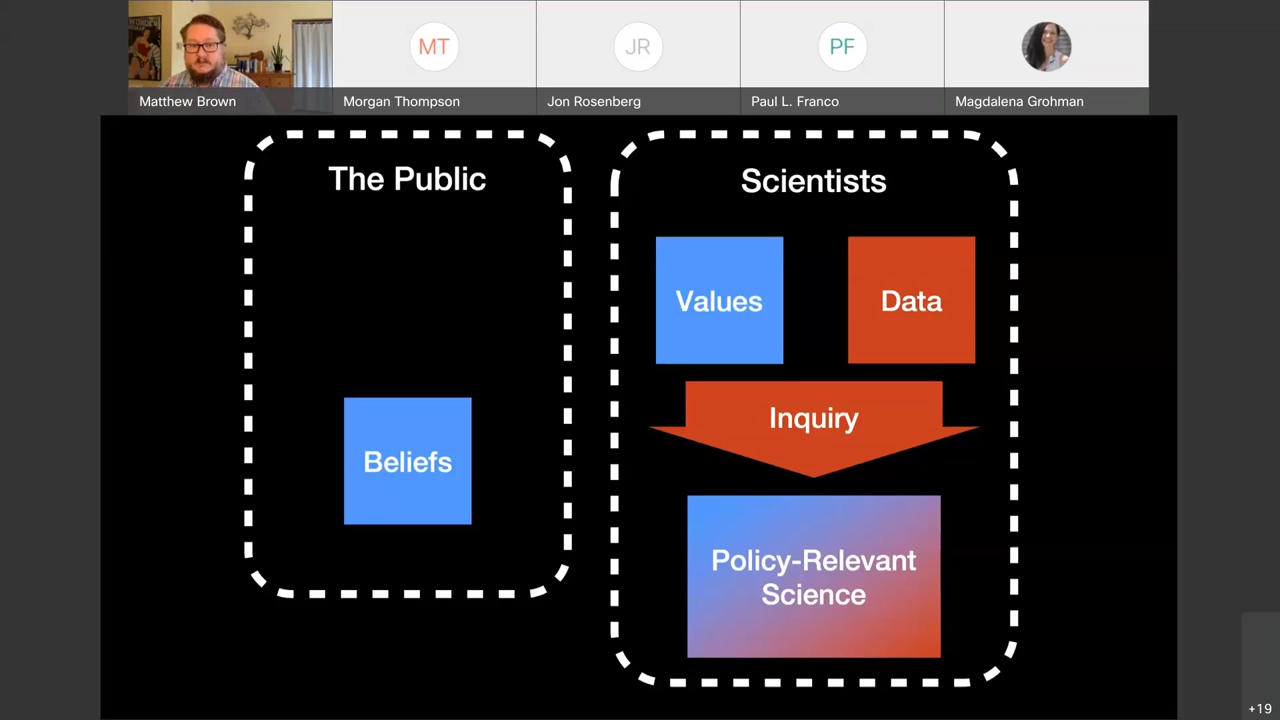 MT
JR
PF
Matthew Brown
Morgan Thompson
Jon Rosenberg
Paul L. Franco
Magdalena Grohman
The Public
Scientists
Values
Data
Inquiry
Beliefs
Policy-Relevant
Science
+19